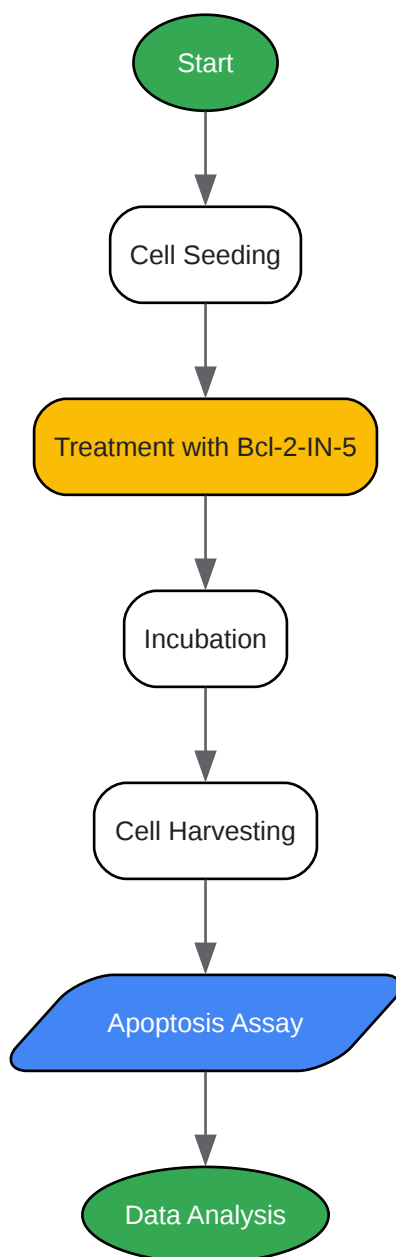 Start
Cell Seeding
Treatment with Bcl-2-IN-5
Incubation
Cell Harvesting
Apoptosis Assay
Data Analysis